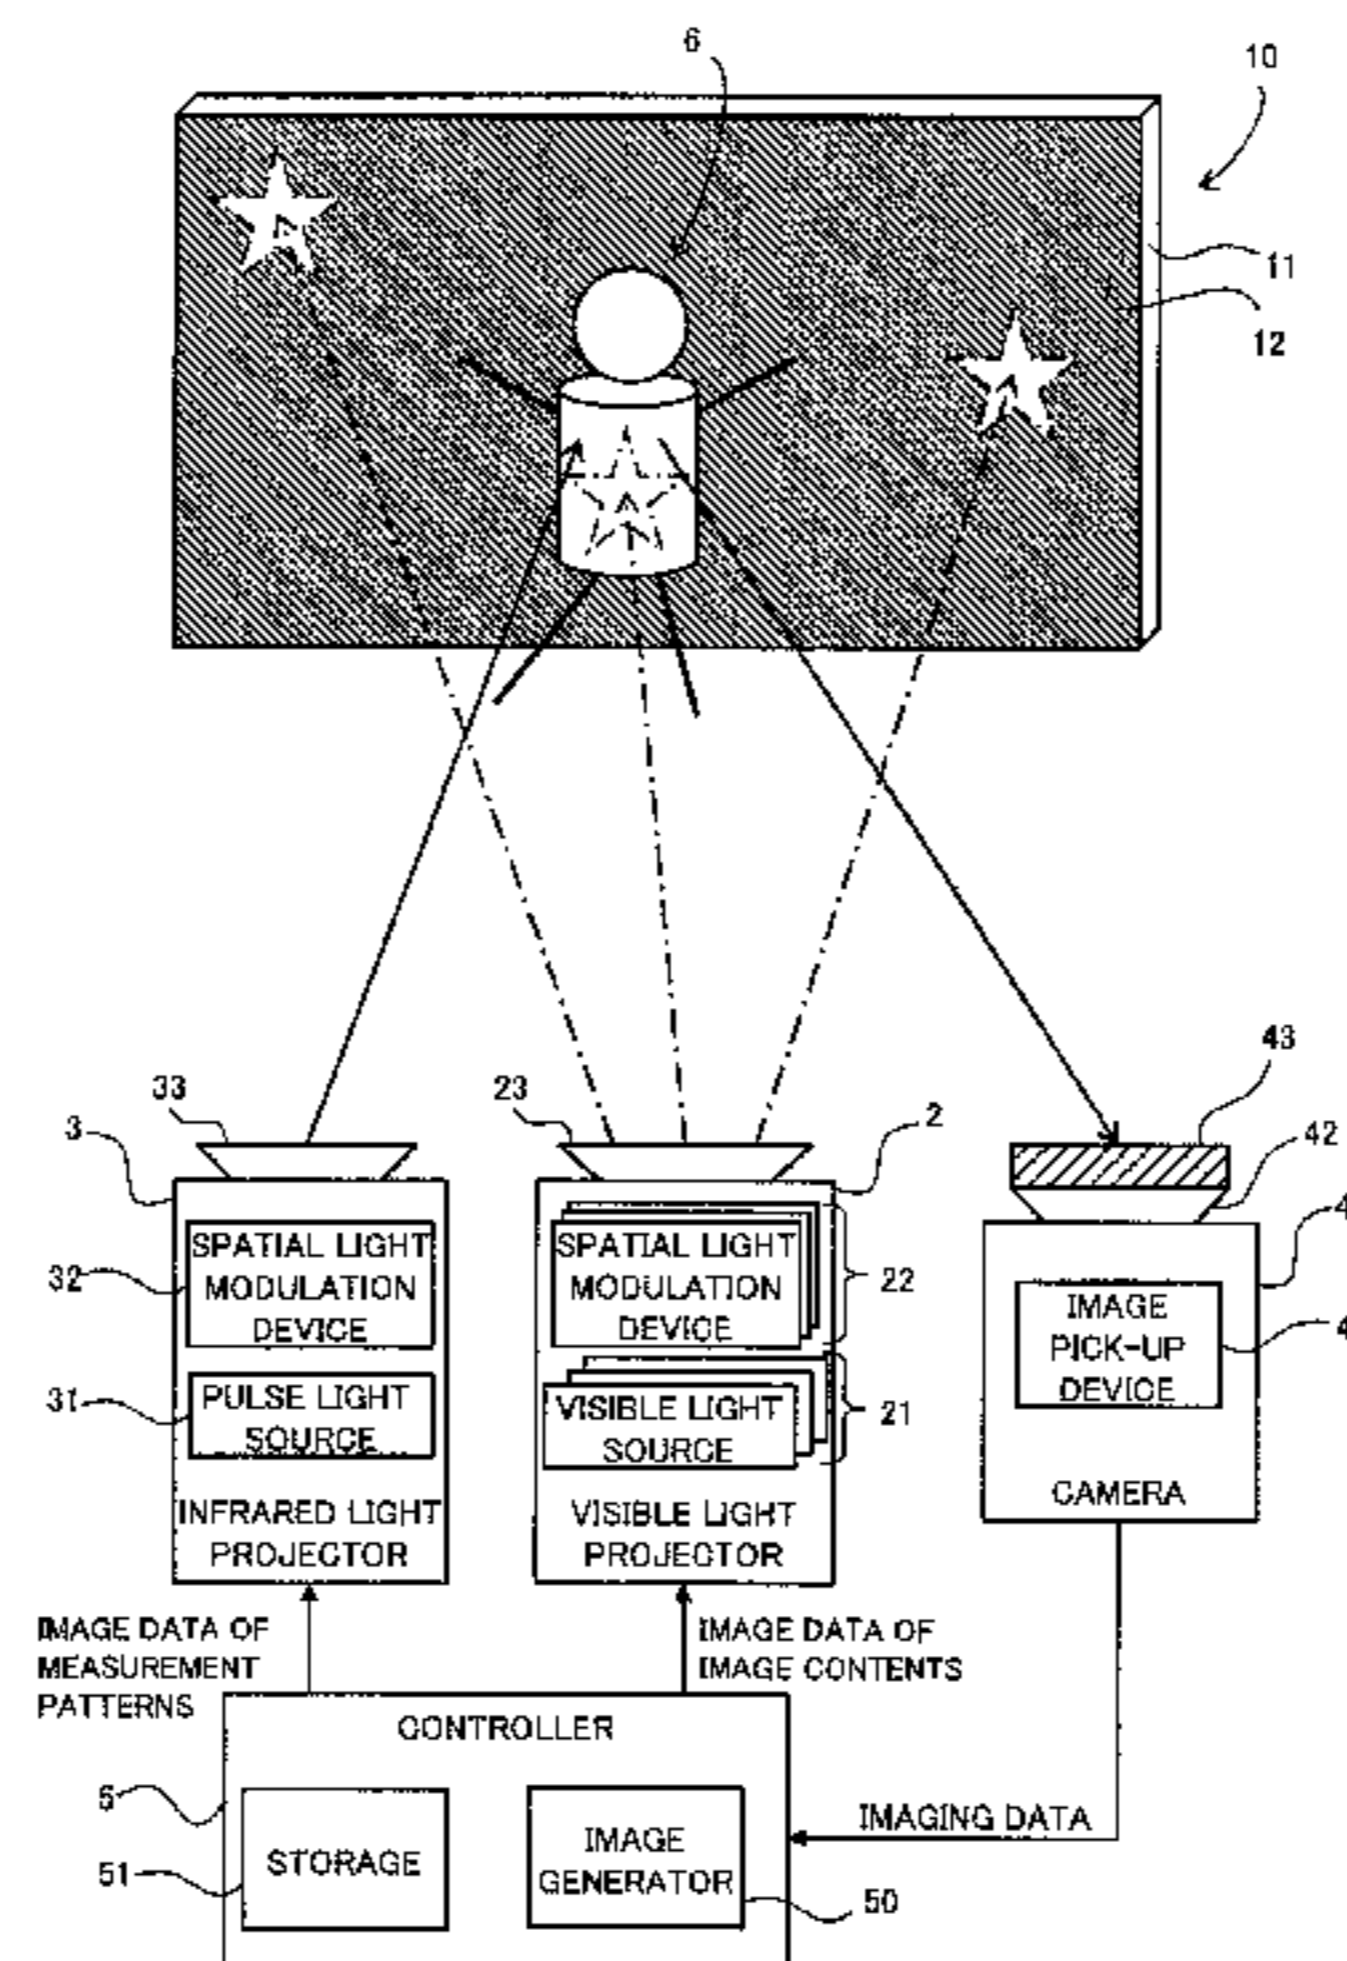 6
10
11
12
43
33
23
3
2
42
4
SPATIAL LIGHT
MODULATION
DEVICE
32
SPATIAL LIGHT
MODULATION
DEVICE
22
IMAGE
PICK-UP
DEVICE
4
31
PULSE LIGHT
SOURCE
VISIBLE LIGHT
SOURCE
21
CAMERA
INFRARED LIGHT
PROJECTOR
VISIBLE LIGHT
PROJECTOR
IMAGE DATA OF
MEASUREMENT
PATTERNS
IMAGE DATA OF
IMAGE CONTENTS
CONTROLLER
5
IMAGING DATA
51
STORAGE
IMAGE
GENERATOR
50